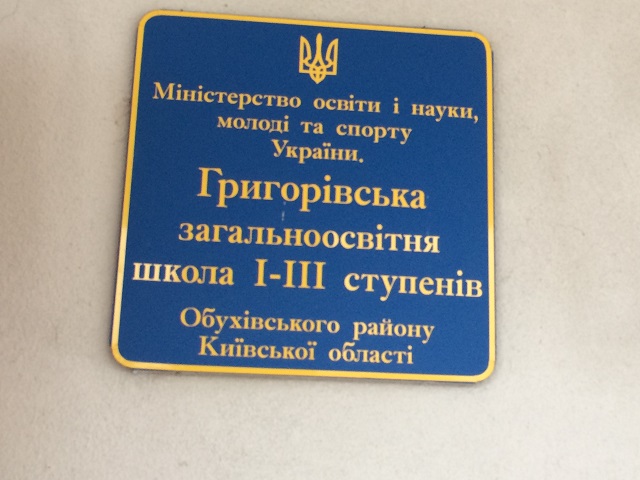 Міністерство освіти і науки,
молоді та спорту
України.
Григорівська
загальноосвітня
школа І-ІІІ ступенів
Обухівського району
Київської області